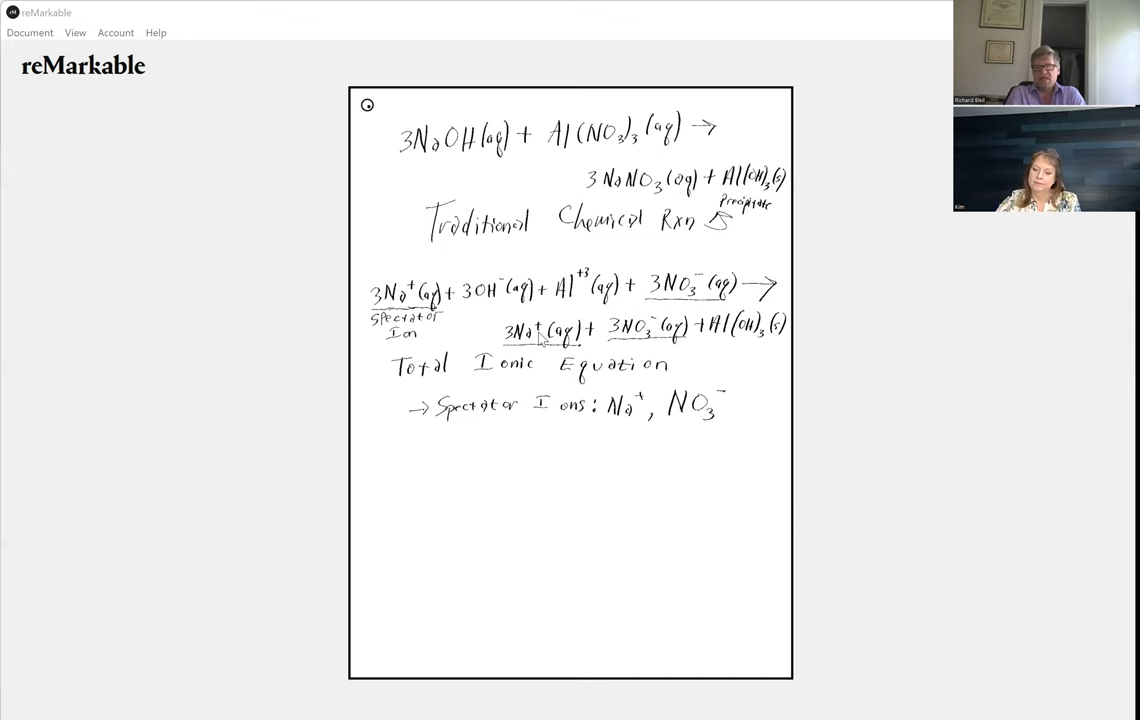 reMarkable
Document View Account Help
reMarkable
Richard Bleil
Kim
3NaOH(aq) + Al(NO₃)₃(aq) →
3NaNO₃(aq) + Al(OH)₃(s)
Precipitate
Traditional Chemical Rxn
3Na⁺(aq) + 3OH⁻(aq) + Al⁺³(aq) + 3NO₃⁻(aq) →
Spectator
Ion
3Na⁺(aq) + 3NO₃⁻(aq) + Al(OH)₃(s)
Total Ionic Equation
→ Spectator Ions: Na⁺, NO₃⁻